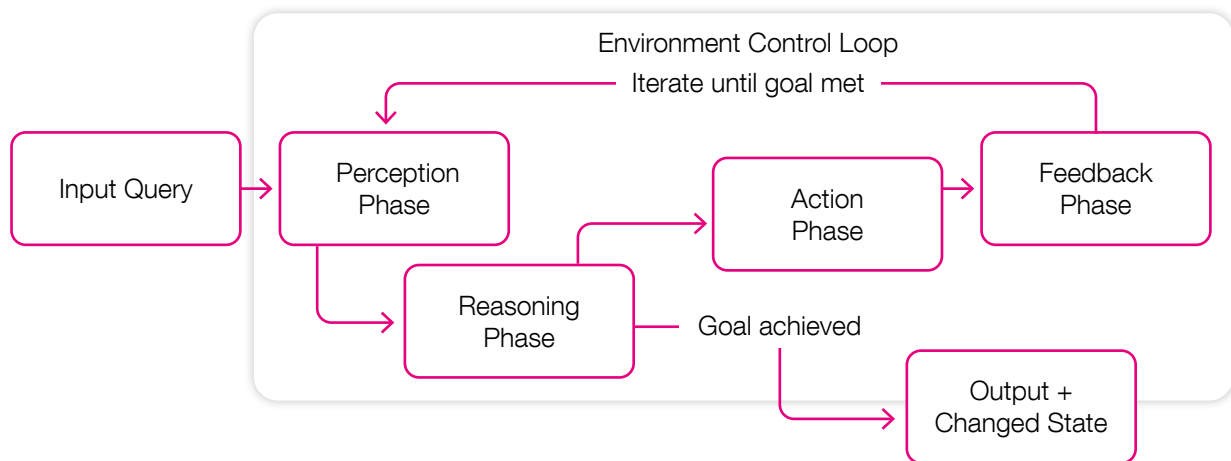 Environment Control Loop
Iterate until goal met
Input Query
Perception
Phase
Action
Phase
Feedback
Phase
Reasoning
Phase
Goal achieved
Output +
Changed State